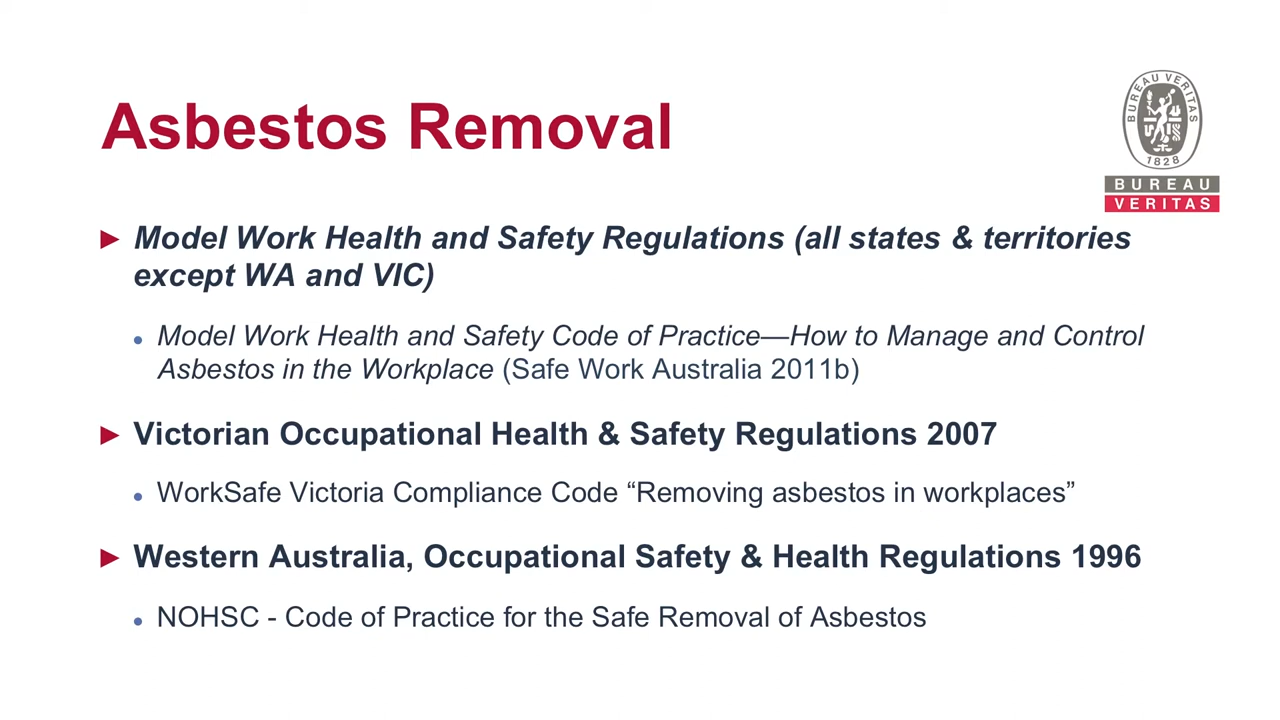 Asbestos Removal
BUREAU VERITAS
1828
BUREAU
VERITAS
► Model Work Health and Safety Regulations (all states & territories
except WA and VIC)
• Model Work Health and Safety Code of Practice—How to Manage and Control
Asbestos in the Workplace (Safe Work Australia 2011b)
► Victorian Occupational Health & Safety Regulations 2007
• WorkSafe Victoria Compliance Code “Removing asbestos in workplaces”
► Western Australia, Occupational Safety & Health Regulations 1996
• NOHSC - Code of Practice for the Safe Removal of Asbestos